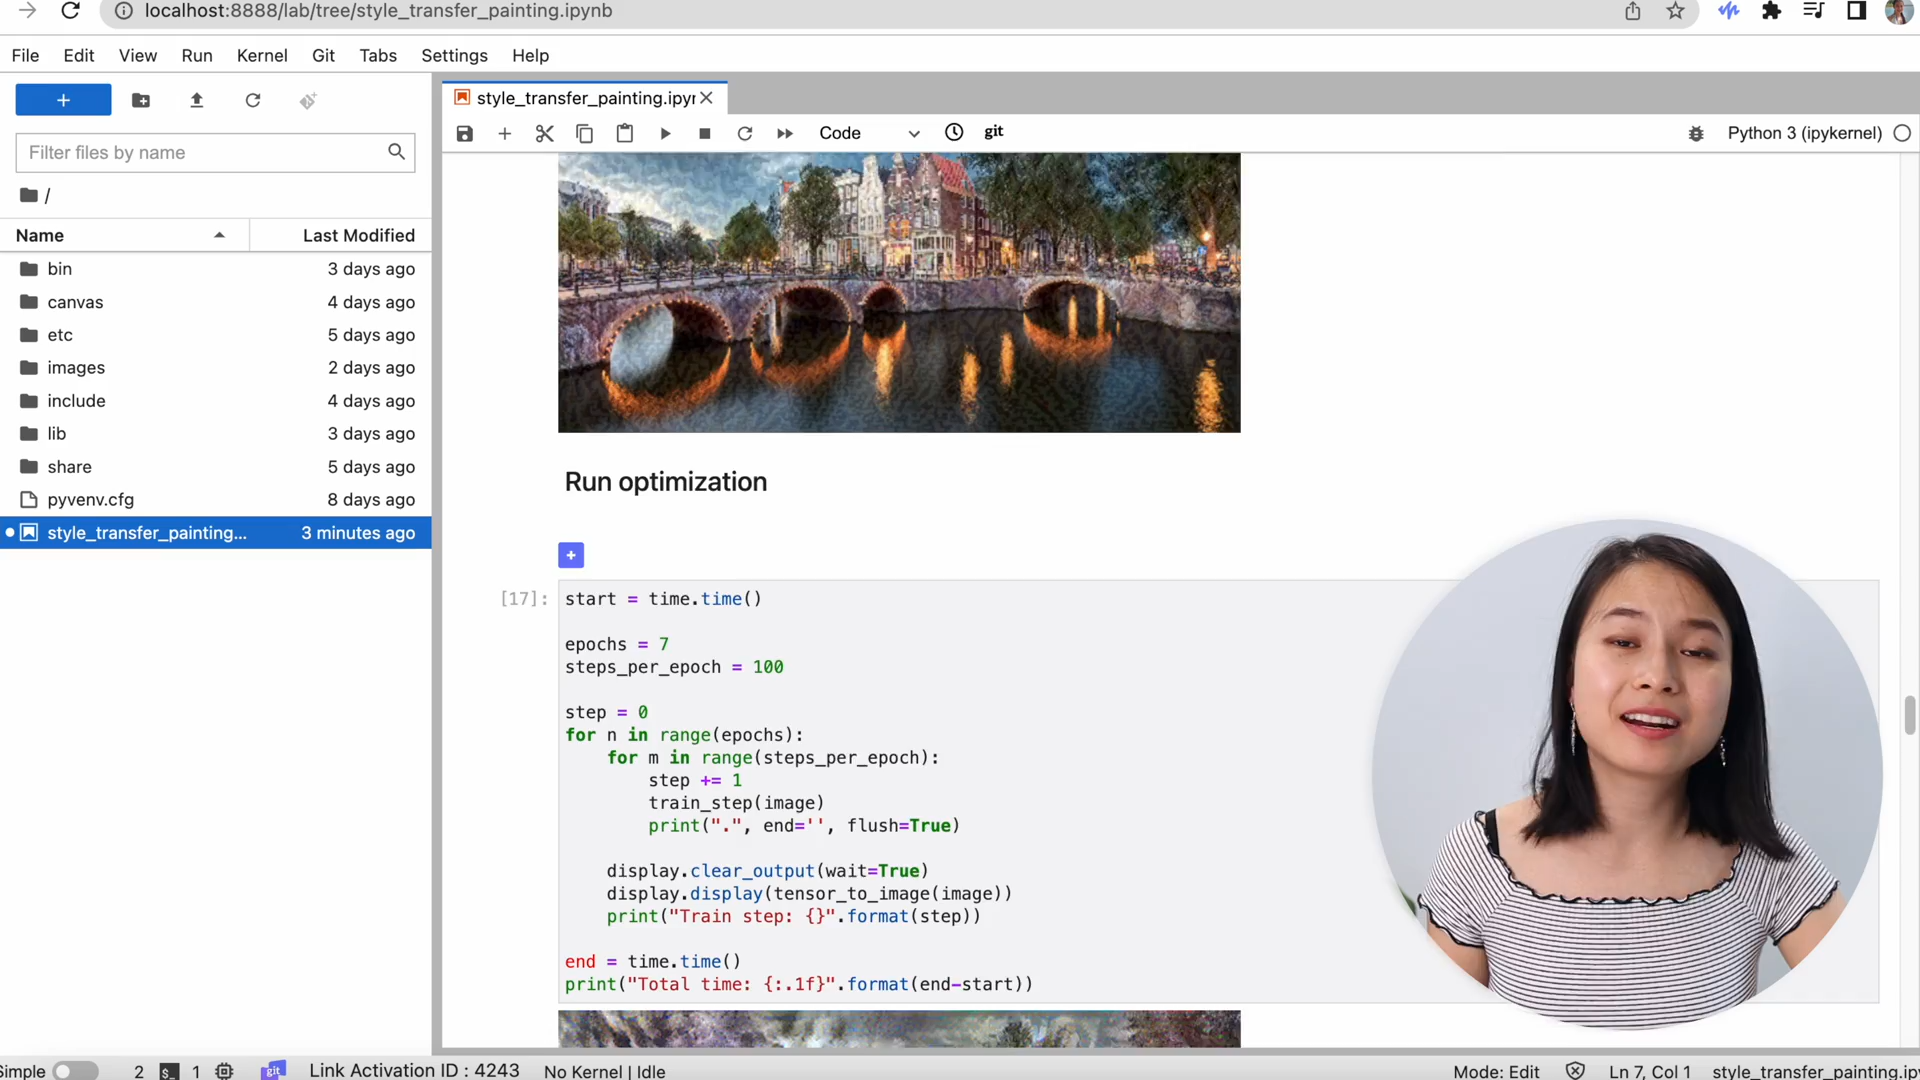 localhost:8888/lab/tree/style_transfer_painting.ipynb
File Edit View Run Kernel Git Tabs Settings Help
+
Filter files by name
/
Name Last Modified
bin 3 days ago
canvas 4 days ago
etc 5 days ago
images 2 days ago
include 4 days ago
lib 3 days ago
share 5 days ago
pyvenv.cfg 8 days ago
style_transfer_painting... 3 minutes ago
style_transfer_painting.ipyr
Code git Python 3 (ipykernel)
Run optimization
+
[17]:
start = time.time()
epochs = 7
steps_per_epoch = 100
step = 0
for n in range(epochs):
for m in range(steps_per_epoch):
step += 1
train_step(image)
print(".", end='', flush=True)
display.clear_output(wait=True)
display.display(tensor_to_image(image))
print("Train step: {}".format(step))
end = time.time()
print("Total time: {:.1f}".format(end-start))
Simple 2 $_ 1 git Link Activation ID : 4243 No Kernel | Idle Mode: Edit Ln 7, Col 1 style_transfer_painting.ip